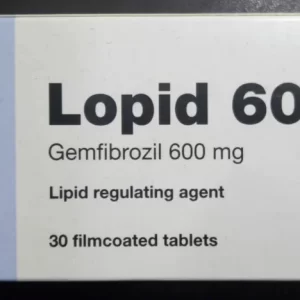 Lopid 60
Gemfibrozil 600 mg
Lipid regulating agent
30 filmcoated tablets